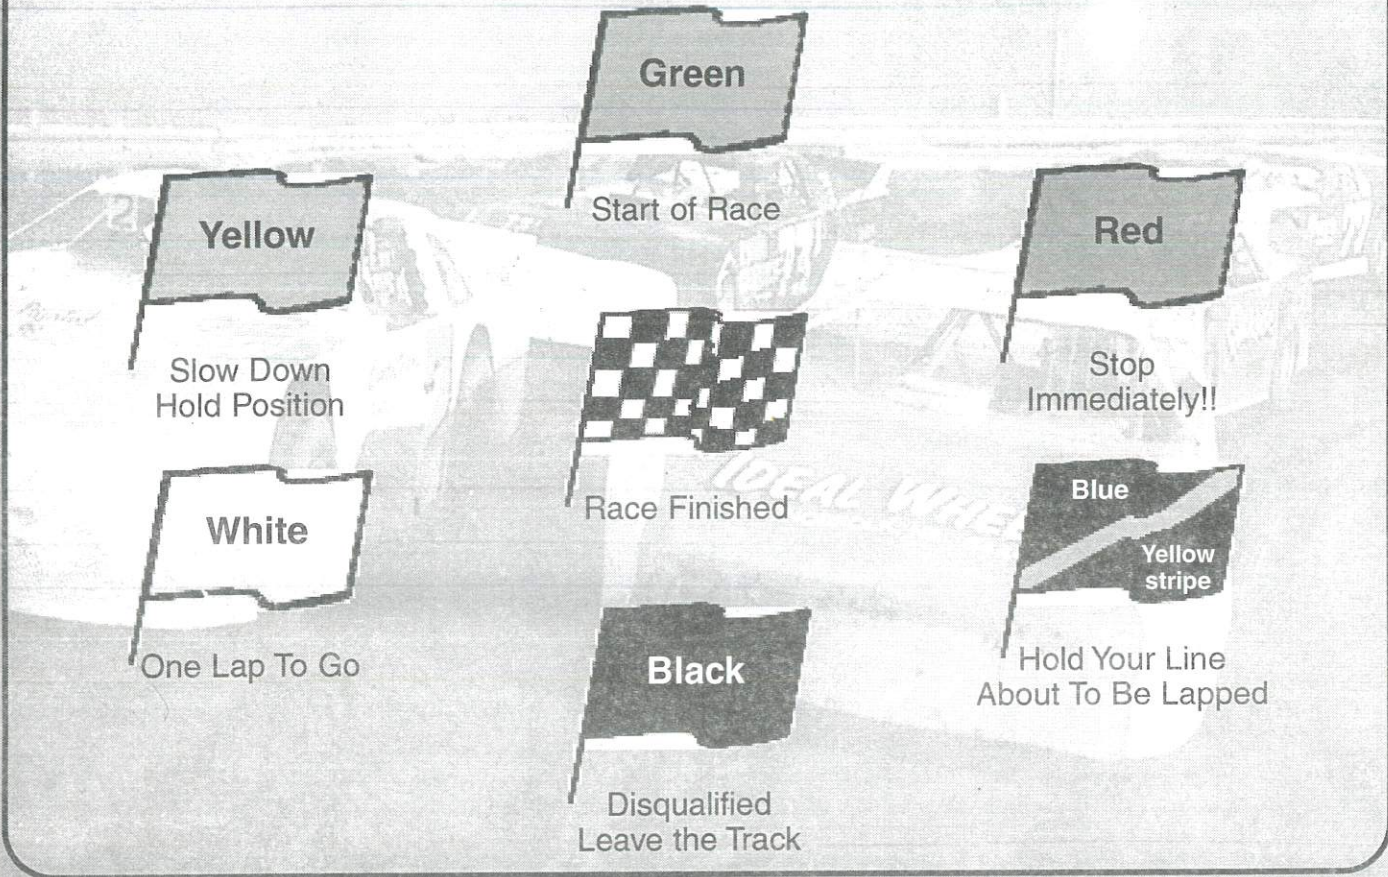 Green
Start of Race
Yellow
Slow Down
Hold Position
Red
Stop
Immediately!!
Race Finished
White
One Lap To Go
Blue
Yellow
stripe
Hold Your Line
About To Be Lapped
Black
Disqualified
Leave the Track
IDEAL